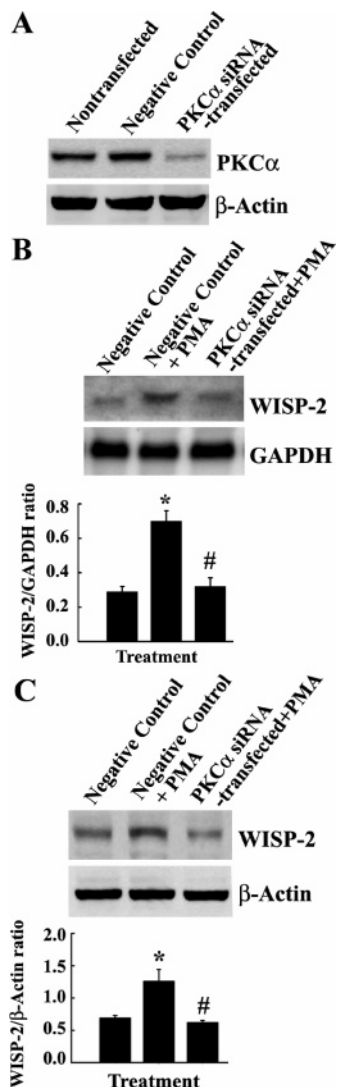 A
Nontransfected
Negative Control
PKCα siRNA
-transfected
PKCα
β-Actin
B
Negative Control
Negative Control
+ PMA
PKCα siRNA
-transfected+PMA
WISP-2
GAPDH
WISP-2/GAPDH ratio
0.8
0.6
0.4
0.2
0.0
*
#
Treatment
C
Negative Control
Negative Control
+ PMA
PKCα siRNA
-transfected+PMA
WISP-2
β-Actin
WISP-2/β-Actin ratio
2.0
1.5
1.0
0.5
0.0
*
#
Treatment